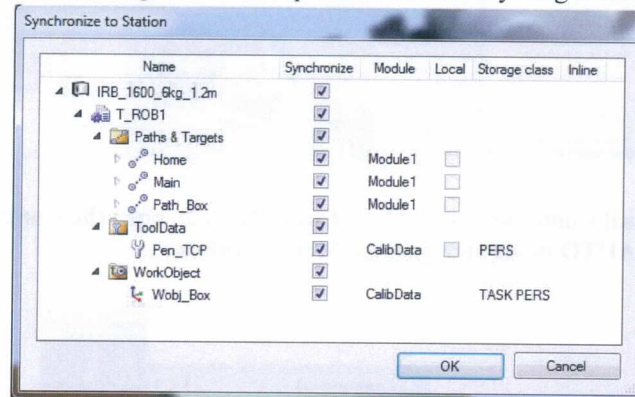 Synchronize to Station
Name Synchronize Module Local Storage class Inline
IRB_1600_6kg_1.2m
T_ROB1
Paths & Targets
Home Module1
Main Module1
Path_Box Module1
ToolData
Pen_TCP CalibData PERS
WorkObject
Wobj_Box CalibData TASK PERS
OK Cancel